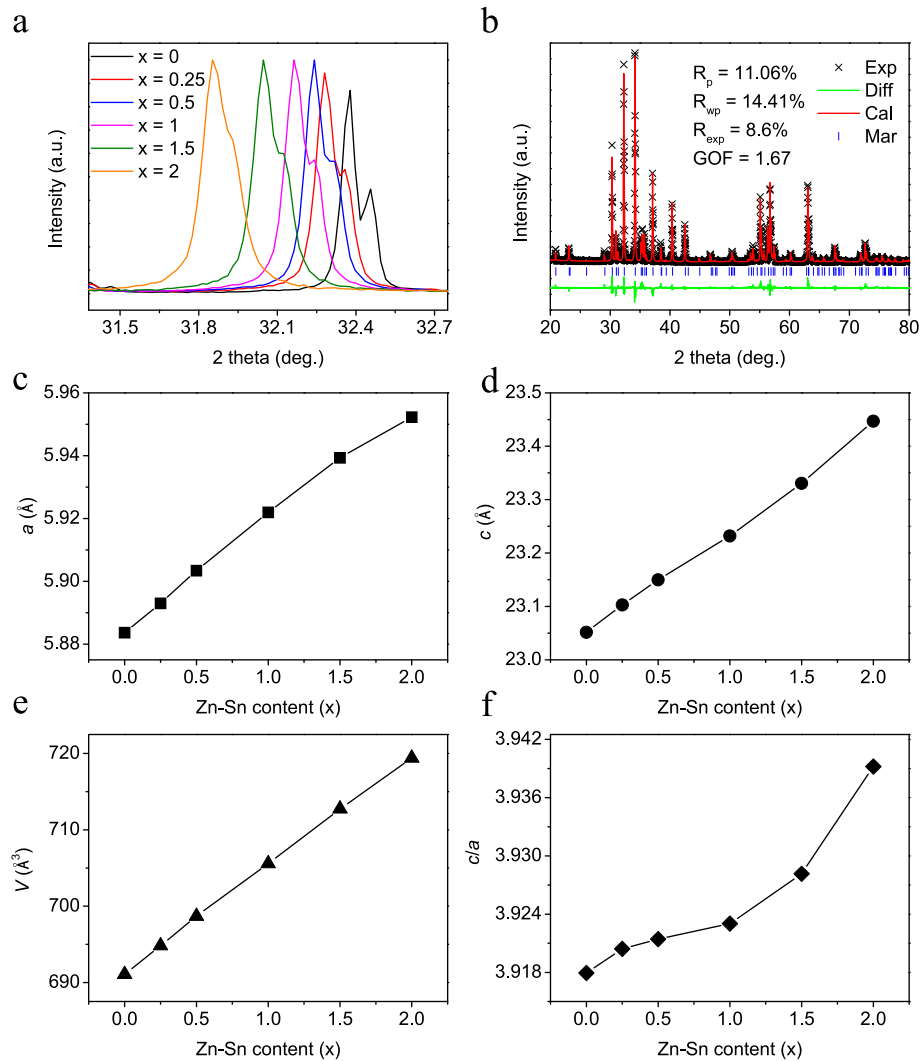 a
x = 0
x = 0.25
x = 0.5
x = 1
x = 1.5
x = 2
Intensity (a.u.)
31.5 31.8 32.1 32.4 32.7
2 theta (deg.)
b
Rp = 11.06%
Rwp = 14.41%
Rexp = 8.6%
GOF = 1.67
Exp
Diff
Cal
Mar
Intensity (a.u.)
20 30 40 50 60 70 80
2 theta (deg.)
c
5.96
5.94
5.92
5.90
5.88
a (Å)
0.0 0.5 1.0 1.5 2.0
Zn-Sn content (x)
d
23.5
23.4
23.3
23.2
23.1
23.0
c (Å)
0.0 0.5 1.0 1.5 2.0
Zn-Sn content (x)
e
720
710
700
690
V (Å³)
0.0 0.5 1.0 1.5 2.0
Zn-Sn content (x)
f
3.942
3.936
3.930
3.924
3.918
c/a
0.0 0.5 1.0 1.5 2.0
Zn-Sn content (x)